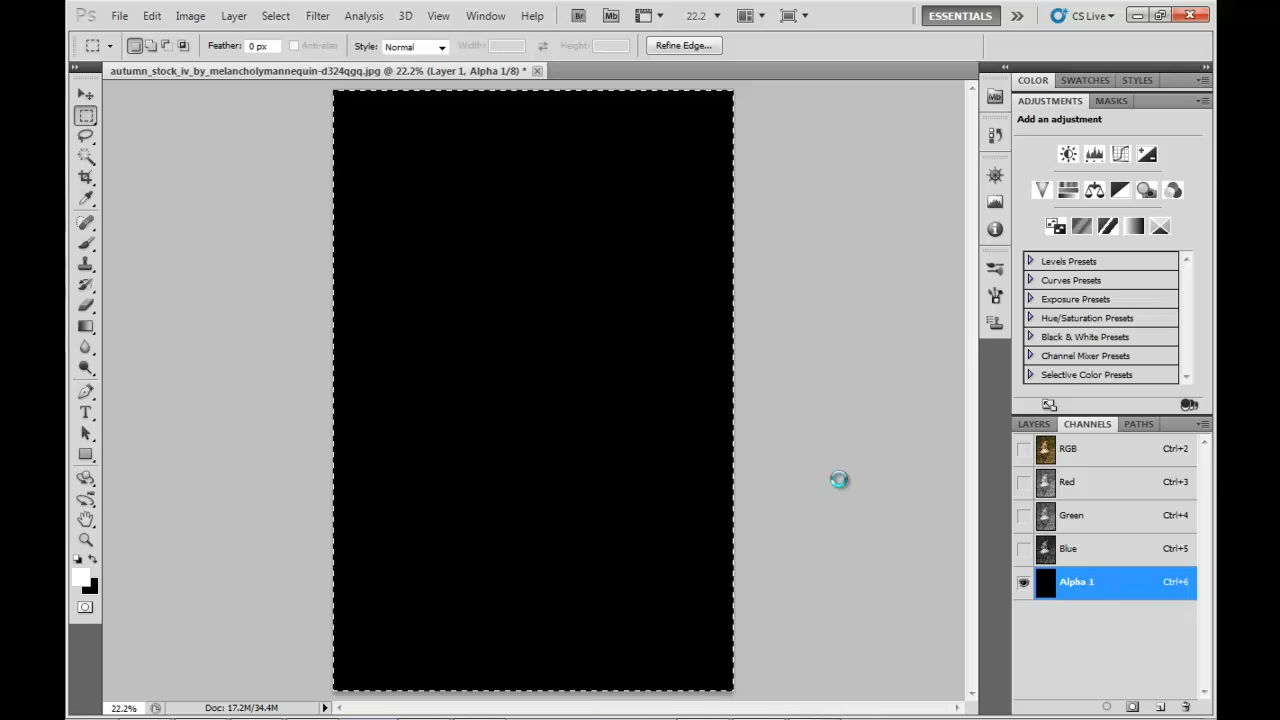 Ps File Edit Image Layer Select Filter Analysis 3D View Window Help Br Mb 22.2 ESSENTIALS CS Live
Feather: 0 px Anti-alias Style: Normal Width: Height: Refine Edge...
autumn_stock_iv_by_melancholymannequin-d324qgq.jpg @ 22.2% (Layer 1, Alpha 1/8) *
COLOR SWATCHES STYLES
Mb
ADJUSTMENTS MASKS
Add an adjustment
Levels Presets
Curves Presets
Exposure Presets
Hue/Saturation Presets
Black & White Presets
Channel Mixer Presets
Selective Color Presets
LAYERS CHANNELS PATHS
RGB Ctrl+2
Red Ctrl+3
Green Ctrl+4
Blue Ctrl+5
Alpha 1 Ctrl+6
22.2% Doc: 17.2M/34.4M